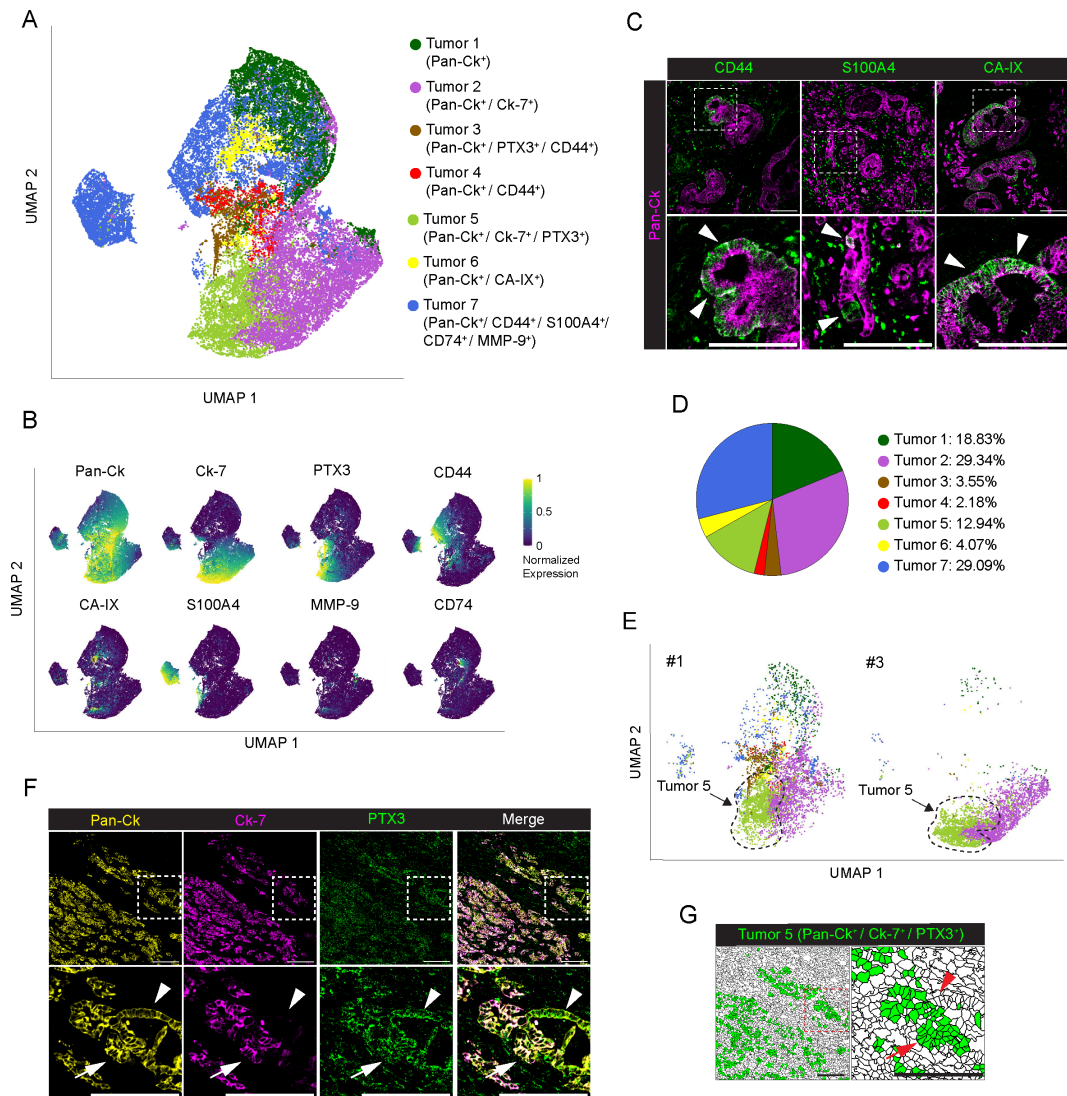 A
UMAP 2
UMAP 1
Tumor 1
(Pan-Ck⁺)
Tumor 2
(Pan-Ck⁺/ Ck-7⁺)
Tumor 3
(Pan-Ck⁺/ PTX3⁺/ CD44⁺)
Tumor 4
(Pan-Ck⁺/ CD44⁺)
Tumor 5
(Pan-Ck⁺/ Ck-7⁺/ PTX3⁺)
Tumor 6
(Pan-Ck⁺/ CA-IX⁺)
Tumor 7
(Pan-Ck⁺/ CD44⁺/ S100A4⁺/
CD74⁺/ MMP-9⁺)
B
Pan-Ck
Ck-7
PTX3
CD44
1
0
Normalized
Expression
CA-IX
S100A4
MMP-9
CD74
UMAP 2
UMAP 1
C
CD44
S100A4
CA-IX
Pan-Ck
D
Tumor 1: 18.83%
Tumor 2: 29.34%
Tumor 3: 3.55%
Tumor 4: 2.18%
Tumor 5: 12.94%
Tumor 6: 4.07%
Tumor 7: 29.09%
E
#1
#3
UMAP 2
Tumor 5
Tumor 5
UMAP 1
F
Pan-Ck
Ck-7
PTX3
Merge
G
Tumor 5 (Pan-Ck⁺/ Ck-7⁺/ PTX3⁺)